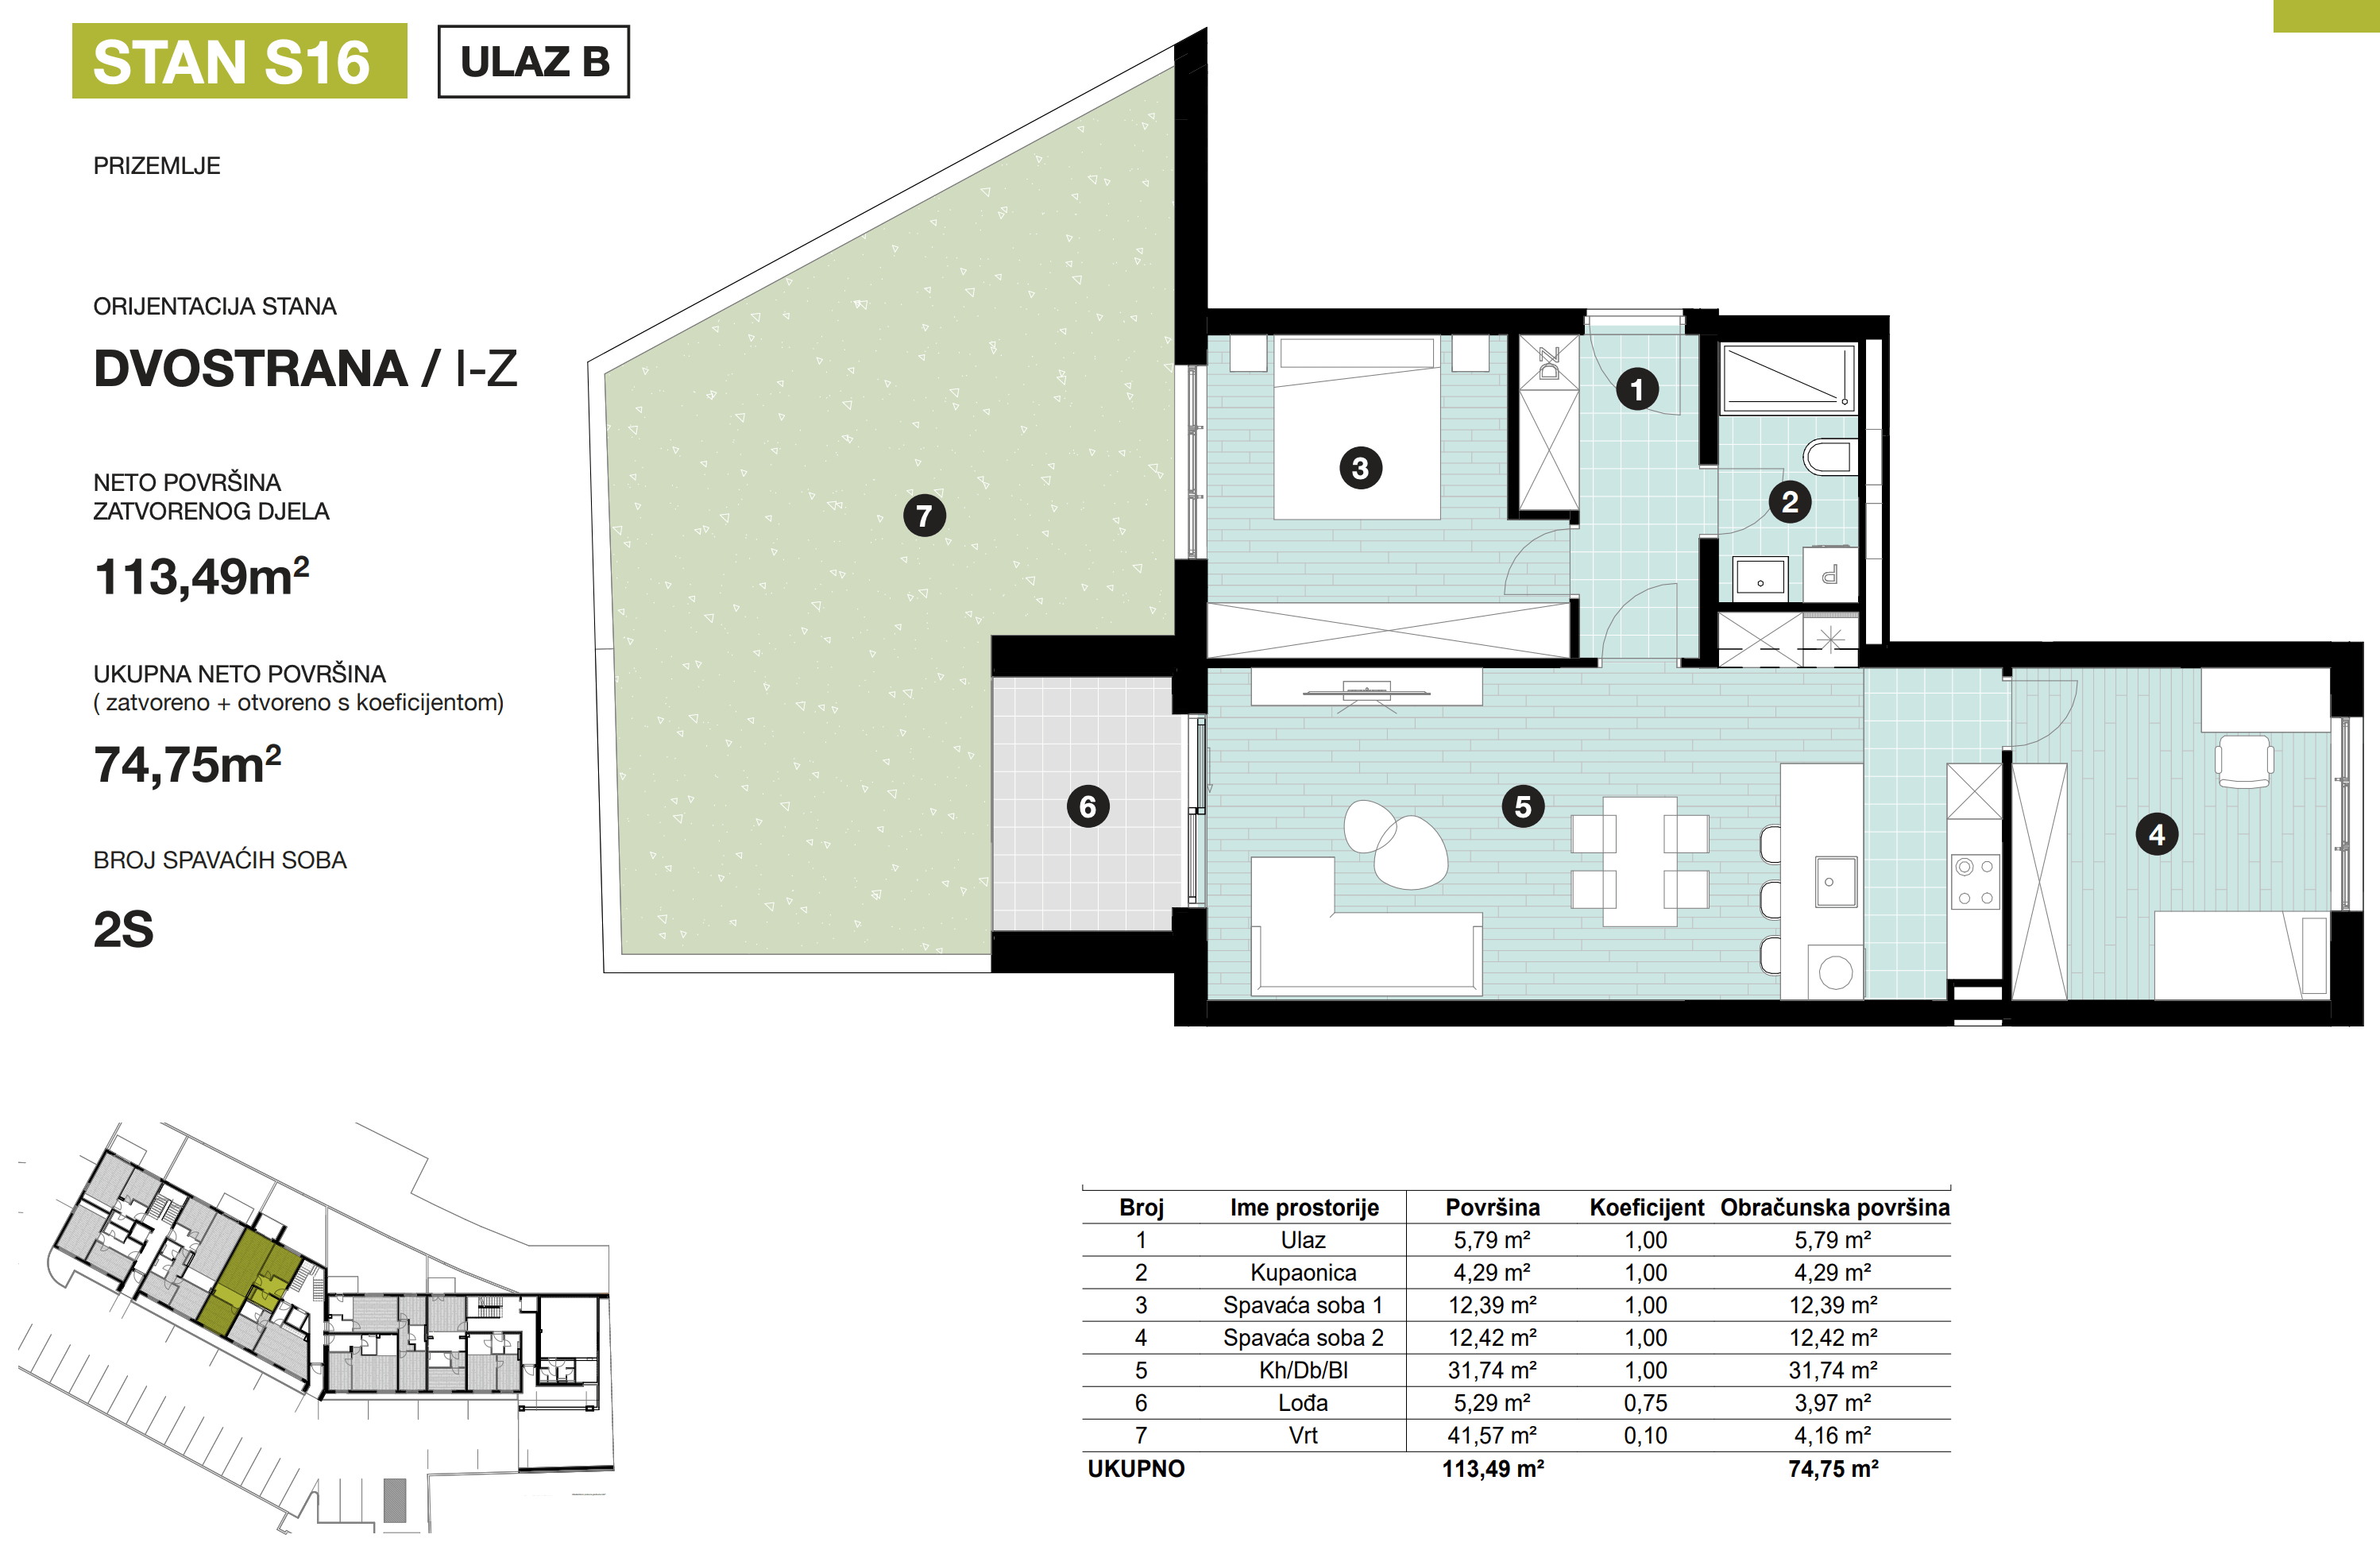 STAN S16
ULAZ B
PRIZEMLJE
ORIJENTACIJA STANA
DVOSTRANA / I-Z
NETO POVRŠINA
ZATVORENOG DJELA
113,49m²
UKUPNA NETO POVRŠINA
( zatvoreno + otvoreno s koeficijentom)
74,75m²
BROJ SPAVAĆIH SOBA
2S
1
2
3
4
5
6
7
P
Broj Ime prostorije Površina Koeficijent Obračunska površina
1 Ulaz 5,79 m² 1,00 5,79 m²
2 Kupaonica 4,29 m² 1,00 4,29 m²
3 Spavaća soba 1 12,39 m² 1,00 12,39 m²
4 Spavaća soba 2 12,42 m² 1,00 12,42 m²
5 Kh/Db/Bl 31,74 m² 1,00 31,74 m²
6 Lođa 5,29 m² 0,75 3,97 m²
7 Vrt 41,57 m² 0,10 4,16 m²
UKUPNO 113,49 m² 74,75 m²